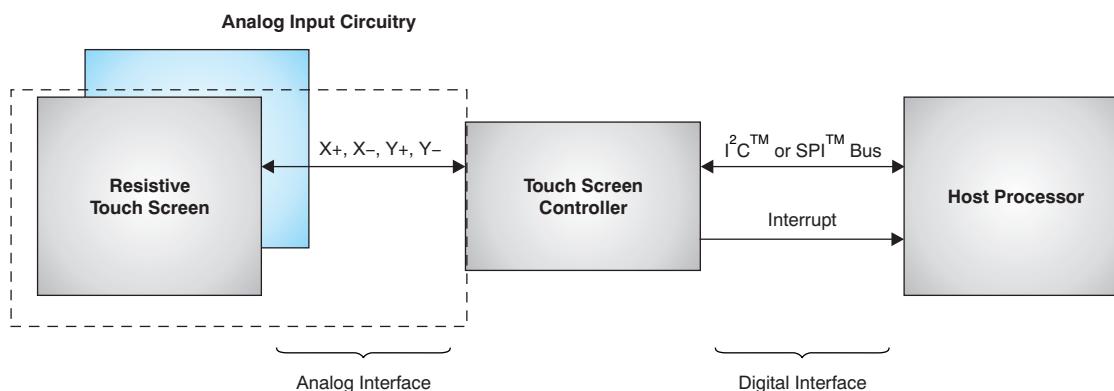 Analog Input Circuitry
X+, X−, Y+, Y−
I²C™ or SPI™ Bus
Resistive
Touch Screen
Touch Screen
Controller
Host Processor
Interrupt
Analog Interface
Digital Interface